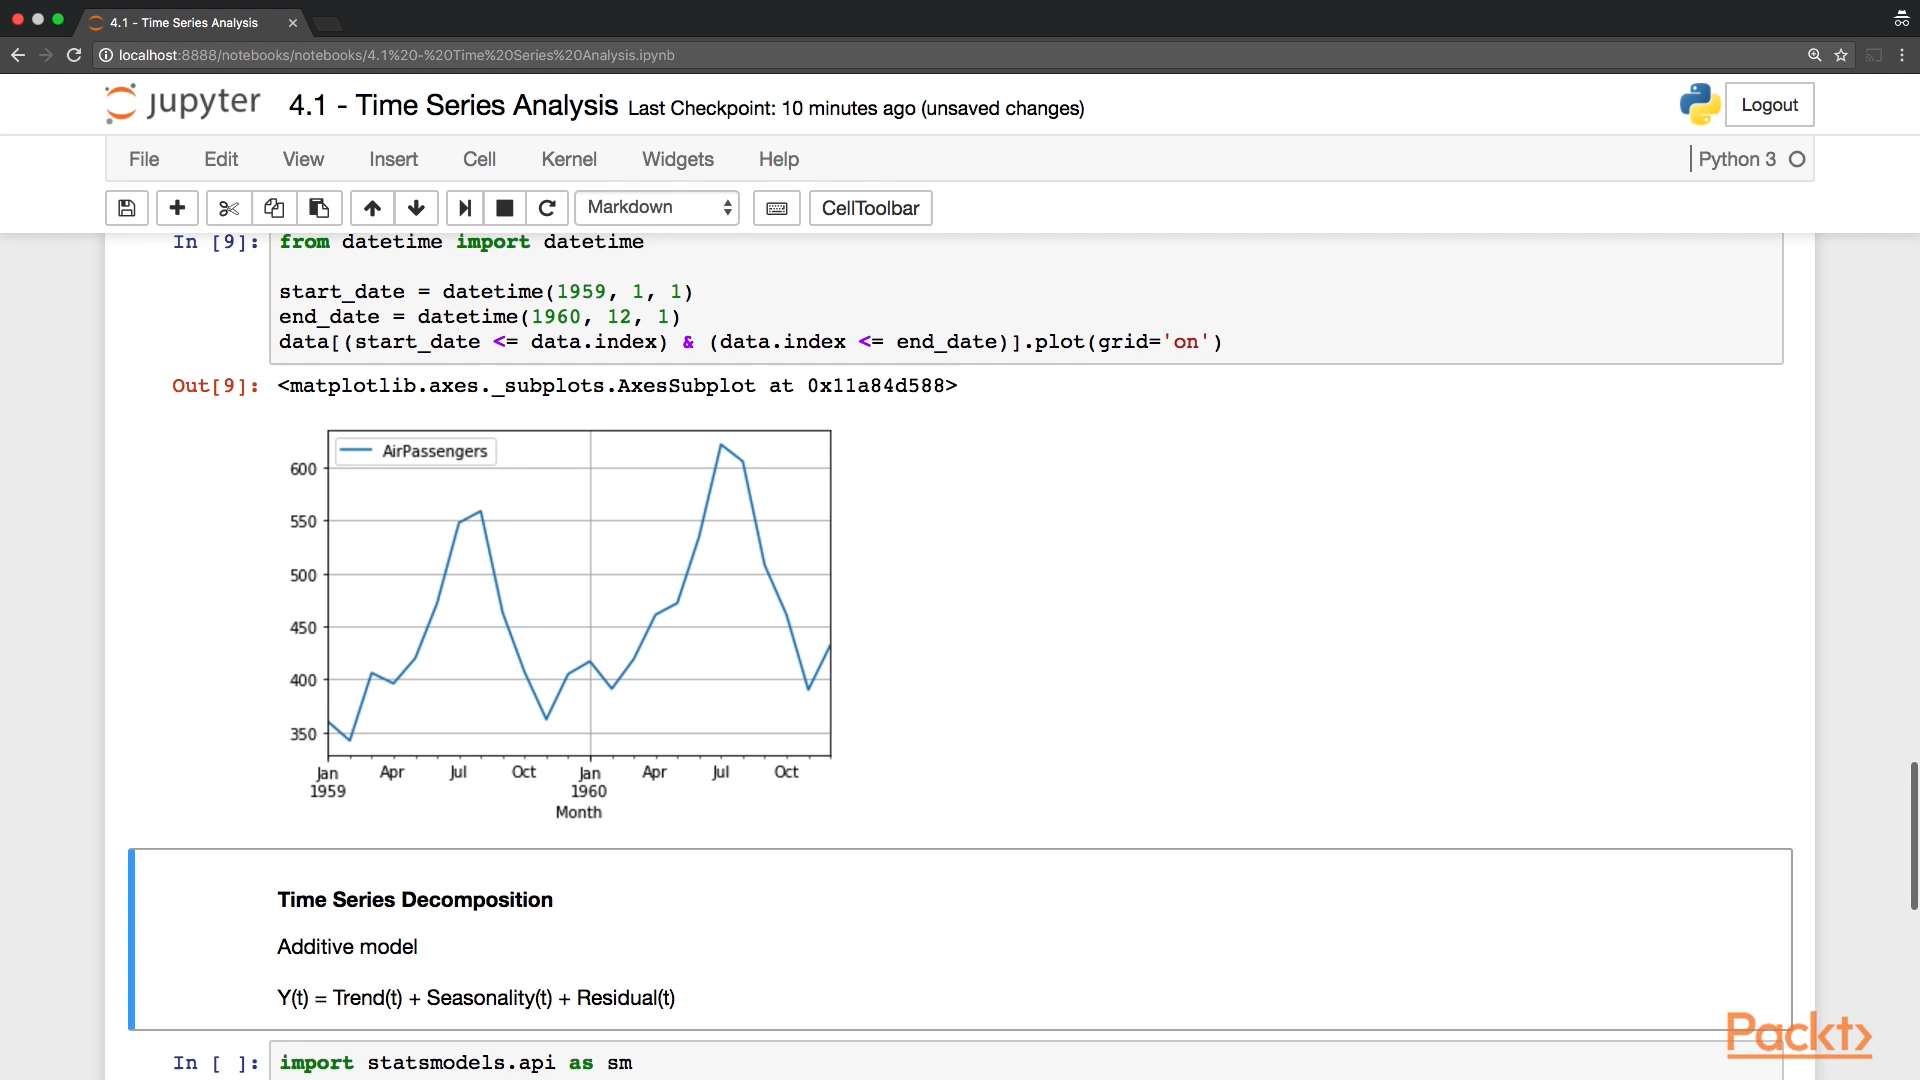 4.1 - Time Series Analysis
localhost:8888/notebooks/notebooks/4.1%20-%20Time%20Series%20Analysis.ipynb
jupyter 4.1 - Time Series Analysis Last Checkpoint: 10 minutes ago (unsaved changes) Logout
File Edit View Insert Cell Kernel Widgets Help Python 3
Markdown CellToolbar
In [9]: from datetime import datetime
start_date = datetime(1959, 1, 1)
end_date = datetime(1960, 12, 1)
data[(start_date <= data.index) & (data.index <= end_date)].plot(grid='on')
Out[9]: <matplotlib.axes._subplots.AxesSubplot at 0x11a84d588>
AirPassengers
600
550
500
450
400
350
Jan Apr Jul Oct Jan Apr Jul Oct
1959 1960
Month
Time Series Decomposition
Additive model
Y(t) = Trend(t) + Seasonality(t) + Residual(t)
Packt>
In [ ]: import statsmodels.api as sm